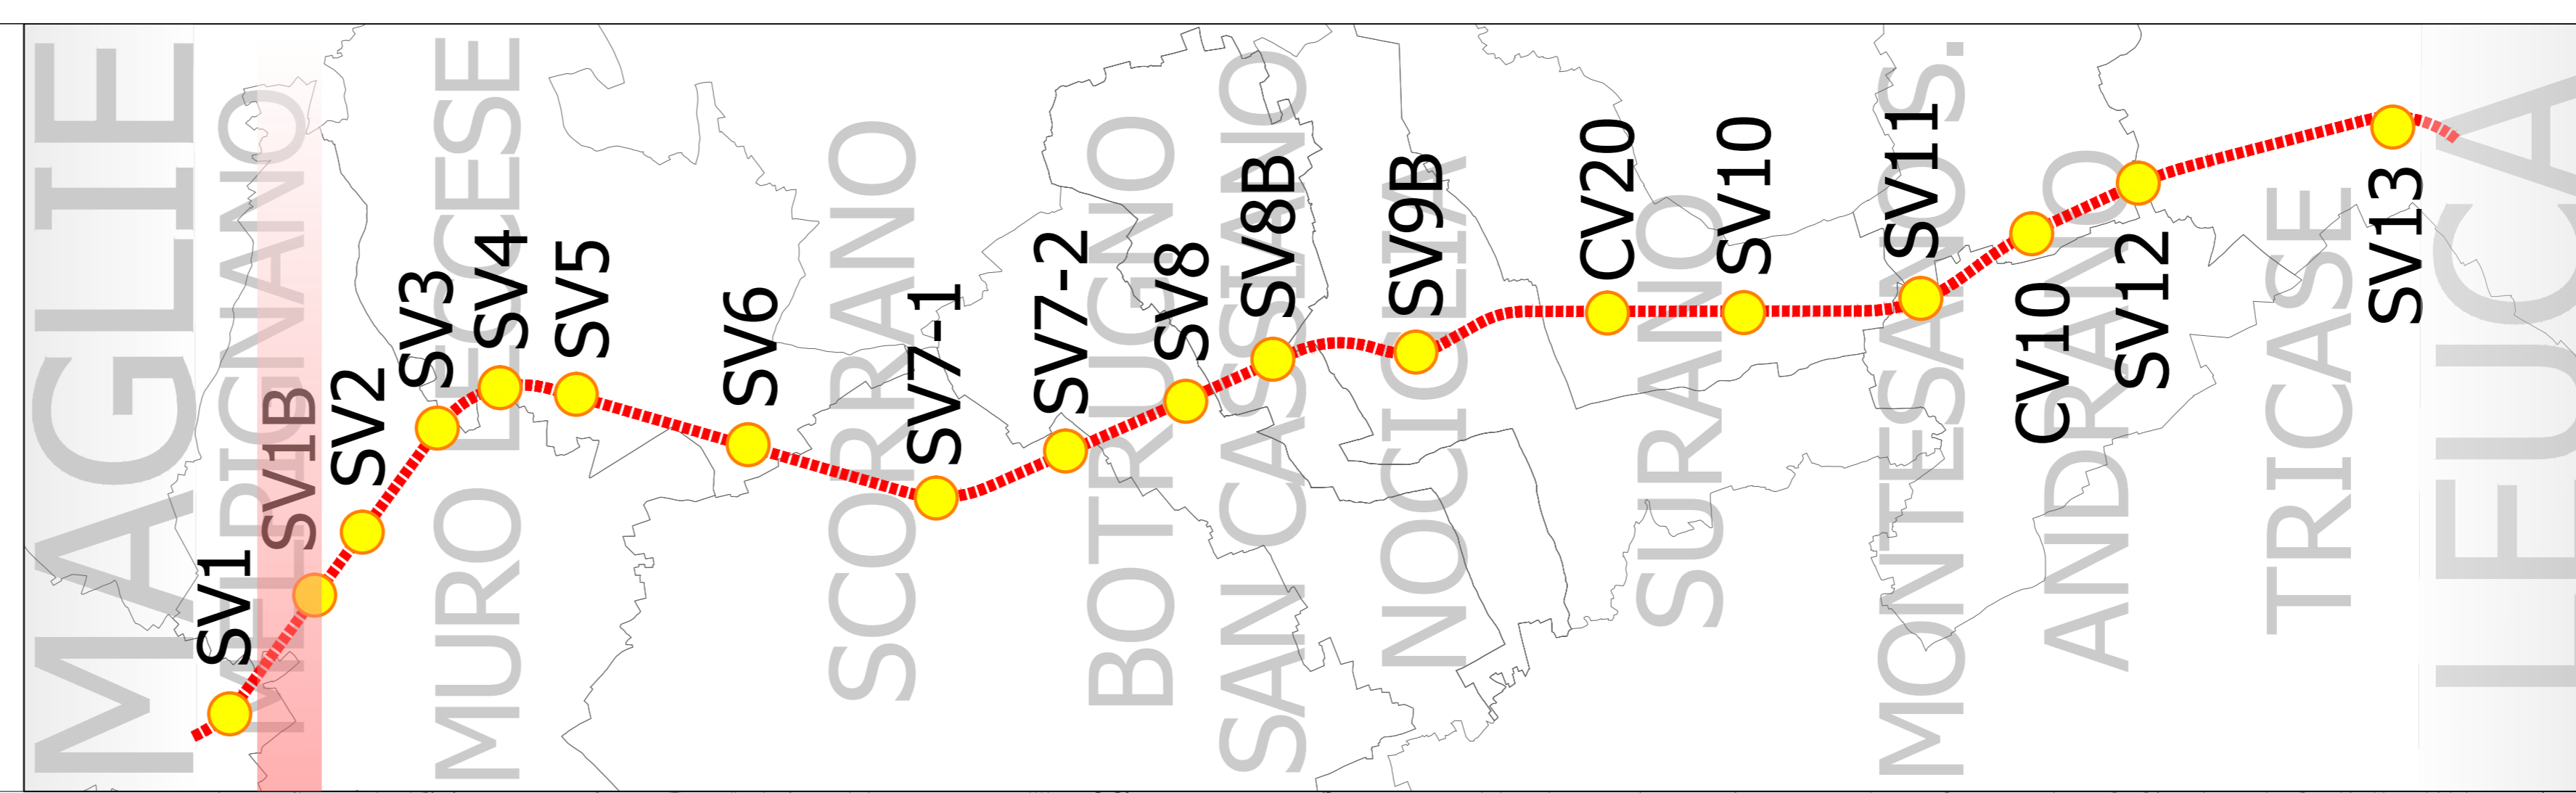 MAGLIE
MELPIGNANO
SV1
SV1B
SV2
SV3
MURO LECCESE
SV4
SV5
SV6
SCORRANO
SV7-1
SV7-2
BOTRUGNO
SV8
SAN CASSIANO
SV8B
NOCIGLIA
SV9B
CV20
SURANO
SV10
MONTESANO S.
SV11
CV10
ANDRANO
SV12
TRICASE
SV13
LEUCA